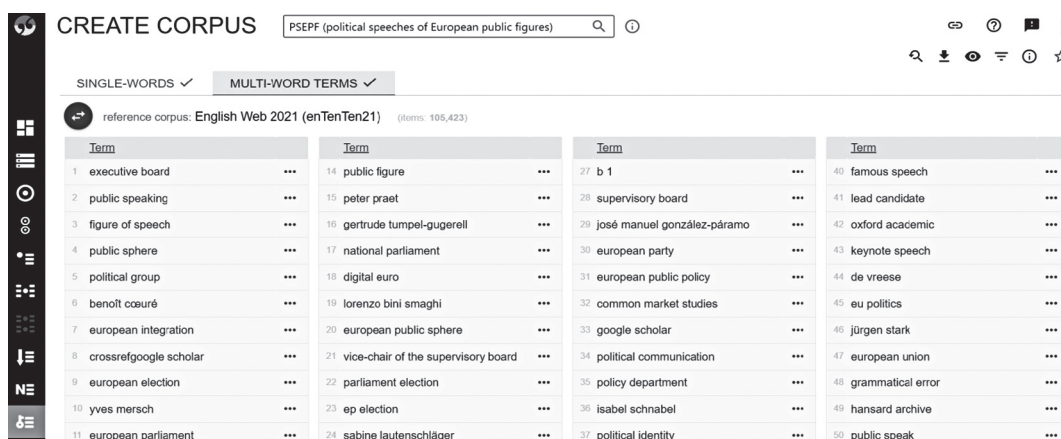 CREATE CORPUS
PSEPF (political speeches of European public figures)
SINGLE-WORDS
MULTI-WORD TERMS
reference corpus: English Web 2021 (enTenTen21) (items: 105,423)
Term Term Term Term
1 executive board ••• 14 public figure ••• 27 b 1 ••• 40 famous speech •••
2 public speaking ••• 15 peter praet ••• 28 supervisory board ••• 41 lead candidate •••
3 figure of speech ••• 16 gertrude tumpel-gugerell ••• 29 josé manuel gonzález-páramo ••• 42 oxford academic •••
4 public sphere ••• 17 national parliament ••• 30 european party ••• 43 keynote speech •••
5 political group ••• 18 digital euro ••• 31 european public policy ••• 44 de vreese •••
6 benoît cœuré ••• 19 lorenzo bini smaghi ••• 32 common market studies ••• 45 eu politics •••
7 european integration ••• 20 european public sphere ••• 33 google scholar ••• 46 jürgen stark •••
8 crossrefgoogle scholar ••• 21 vice-chair of the supervisory board ••• 34 political communication ••• 47 european union •••
9 european election ••• 22 parliament election ••• 35 policy department ••• 48 grammatical error •••
10 yves mersch ••• 23 ep election ••• 36 isabel schnabel ••• 49 hansard archive •••
11 european parliament ••• 24 sabine lautenschläger ••• 37 political identity ••• 50 public speak •••